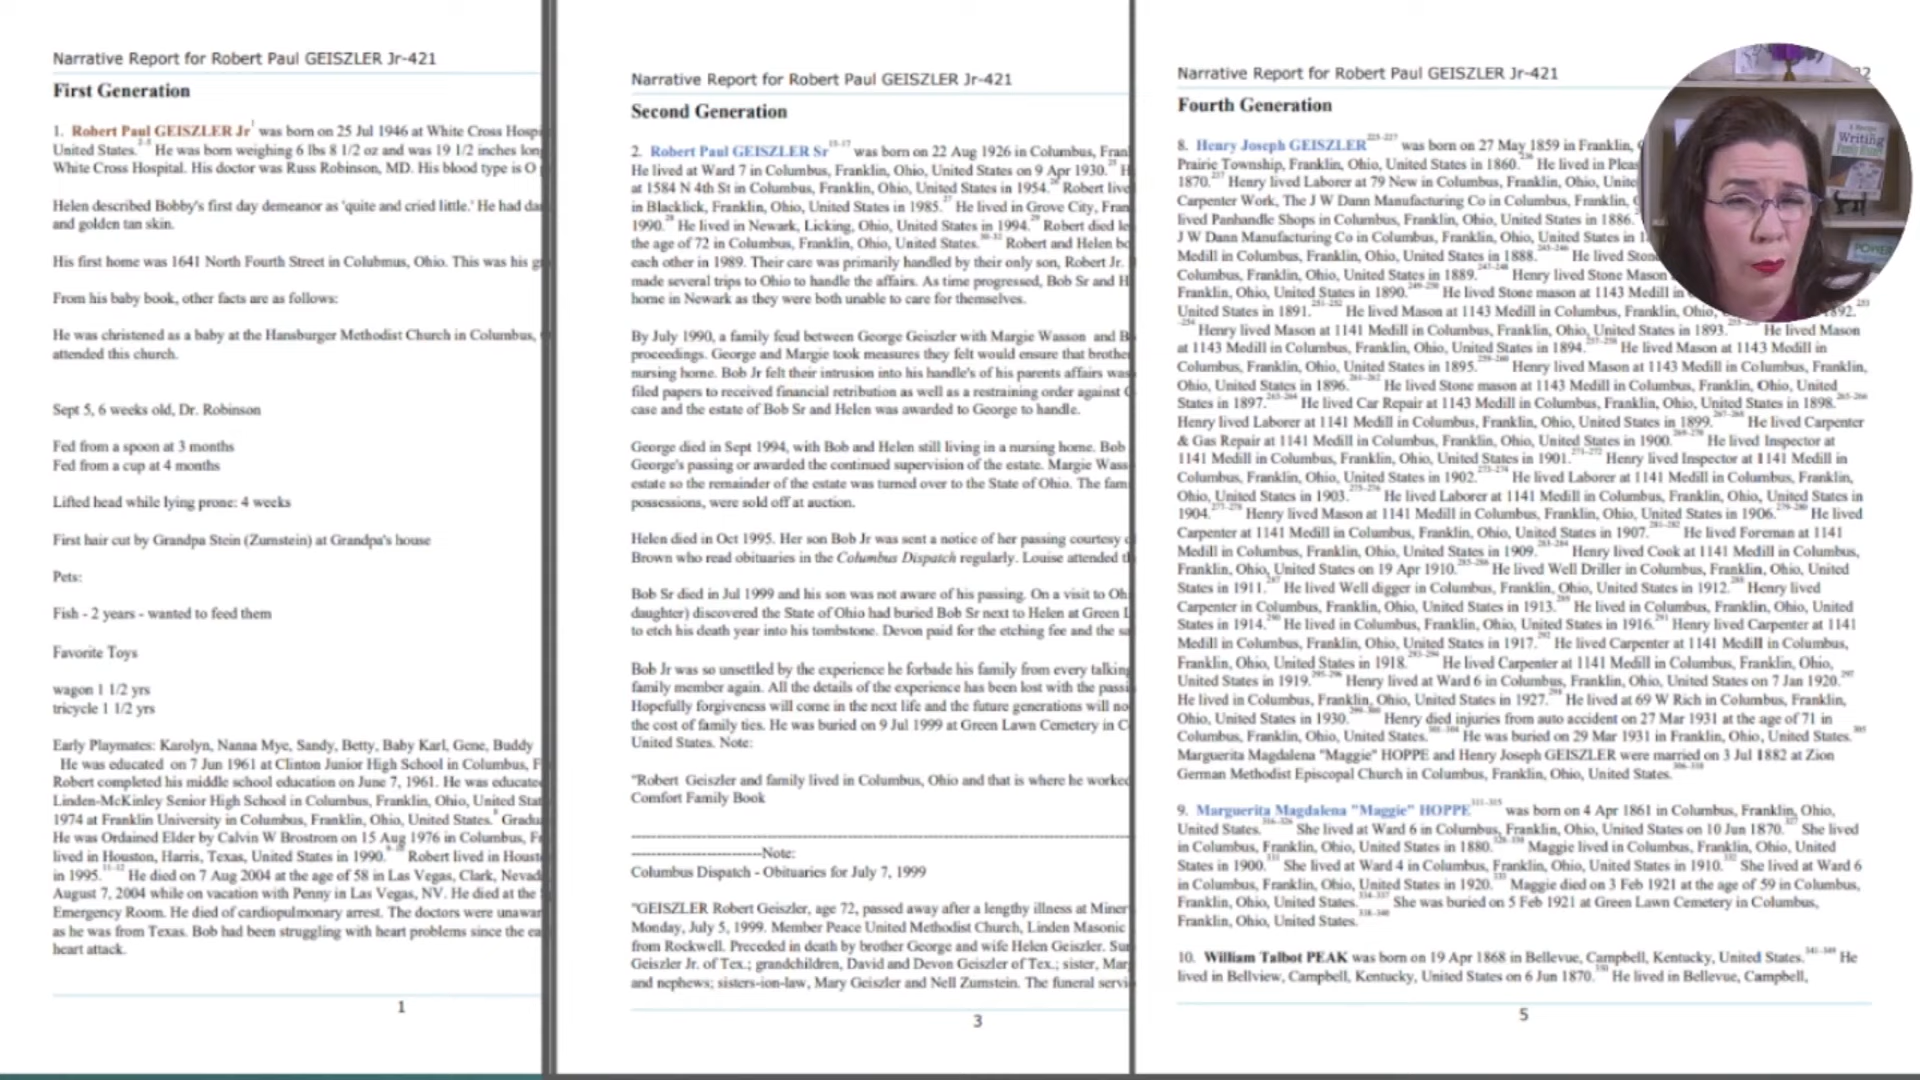 Narrative Report for Robert Paul GEISZLER Jr-421
First Generation
1. Robert Paul GEISZLER Jr was born on 25 Jul 1946 at White Cross
United States. He was born weighing 6 lbs 8 1/2 oz and was 19 1/2 inches
White Cross Hospital. His doctor was Russ Robinson, MD. His blood type is O
Helen described Bobby's first day demeanor as 'quite and cried little.' He had
and golden tan skin.
His first home was 1641 North Fourth Street in Colubmus, Ohio. This was his
From his baby book, other facts are as follows:
He was christened as a baby at the Hansburger Methodist Church in Columbus,
attended this church.
Sept 5, 6 weeks old, Dr. Robinson
Fed from a spoon at 3 months
Fed from a cup at 4 months
Lifted head while lying prone: 4 weeks
First hair cut by Grandpa Stein (Zumstein) at Grandpa's house
Pets:
Fish - 2 years - wanted to feed them
Favorite Toys
wagon 1 1/2 yrs
tricycle 1 1/2 yrs
Early Playmates: Karolyn, Nanna Mye, Sandy, Betty, Baby Karl, Gene, Buddy
He was educated on 7 Jun 1961 at Clinton Junior High School in Columbus, F
Robert completed his middle school education on June 7, 1961. He was
Linden-McKinley Senior High School in Columbus, Franklin, Ohio, United
1974 at Franklin University in Columbus, Franklin, Ohio, United States.
He was Ordained Elder by Calvin W Brostrom on 15 Aug 1976 in Columbus,
lived in Houston, Harris, Texas, United States in 1990. Robert lived in
in 1995. He died on 7 Aug 2004 at the age of 58 in Las Vegas, Clark,
August 7, 2004 while on vacation with Penny in Las Vegas, NV. He died at the
Emergency Room. He died of cardiopulmonary arrest. The doctors were
as he was from Texas. Bob had been struggling with heart problems since the
heart attack.
1
Narrative Report for Robert Paul GEISZLER Jr-421
Second Generation
2. Robert Paul GEISZLER Sr was born on 22 Aug 1926 in Columbus,
He lived at Ward 7 in Columbus, Franklin, Ohio, United States on 9 Apr 1930.
at 1584 N 4th St in Columbus, Franklin, Ohio, United States in 1954. Robert
in Blacklick, Franklin, Ohio, United States in 1985. He lived in Grove City,
1990. He lived in Newark, Licking, Ohio, United States in 1994. Robert died
the age of 72 in Columbus, Franklin, Ohio, United States. Robert and Helen
each other in 1989. Their care was primarily handled by their only son, Robert Jr.
made several trips to Ohio to handle the affairs. As time progressed, Bob Sr and H
home in Newark as they were both unable to care for themselves.
By July 1990, a family feud between George Geiszler with Margie Wasson and
proceedings. George and Margie took measures they felt would ensure that
nursing home. Bob Jr felt their intrusion into his handle's of his parents affairs
filed papers to received financial retribution as well as a restraining order against
case and the estate of Bob Sr and Helen was awarded to George to handle.
George died in Sept 1994, with Bob and Helen still living in a nursing home. Bob
George's passing or awarded the continued supervision of the estate. Margie
estate so the remainder of the estate was turned over to the State of Ohio. The
possessions, were sold off at auction.
Helen died in Oct 1995. Her son Bob Jr was sent a notice of her passing courtesy
Brown who read obituaries in the Columbus Dispatch regularly. Louise attended
Bob Sr died in Jul 1999 and his son was not aware of his passing. On a visit to
daughter) discovered the State of Ohio had buried Bob Sr next to Helen at Green
to etch his death year into his tombstone. Devon paid for the etching fee and the
Bob Jr was so unsettled by the experience he forbade his family from every talking
family member again. All the details of the experience has been lost with the
Hopefully forgiveness will come in the next life and the future generations will
the cost of family ties. He was buried on 9 Jul 1999 at Green Lawn Cemetery in
United States. Note:
"Robert Geiszler and family lived in Columbus, Ohio and that is where he worked
Comfort Family Book
Note:
Columbus Dispatch - Obituaries for July 7, 1999
"GEISZLER Robert Geiszler, age 72, passed away after a lengthy illness at
Monday, July 5, 1999. Member Peace United Methodist Church, Linden Masonic
from Rockwell. Preceded in death by brother George and wife Helen Geiszler.
Geiszler Jr. of Tex.; grandchildren, David and Devon Geiszler of Tex.; sister,
and nephews; sisters-ion-law, Mary Geiszler and Nell Zumstein. The funeral
3
Narrative Report for Robert Paul GEISZLER Jr-421
Fourth Generation
8. Henry Joseph GEISZLER was born on 27 May 1859 in Franklin,
Prairie Township, Franklin, Ohio, United States in 1860. He lived in
1870. Henry lived Laborer at 79 New in Columbus, Franklin, Ohio,
Carpenter Work, The J W Dann Manufacturing Co in Columbus, Franklin,
lived Panhandle Shops in Columbus, Franklin, Ohio, United States in 1886.
J W Dann Manufacturing Co in Columbus, Franklin, Ohio, United States in
Medill in Columbus, Franklin, Ohio, United States in 1888. He lived
Columbus, Franklin, Ohio, United States in 1889. Henry lived Stone Mason
Franklin, Ohio, United States in 1890. He lived Stone mason at 1143 Medill in
United States in 1891. He lived Mason at 1143 Medill in Columbus, Franklin, Ohio,
Henry lived Mason at 1141 Medill in Columbus, Franklin, Ohio, United States in 1893. He lived Mason
at 1143 Medill in Columbus, Franklin, Ohio, United States in 1894. He lived Mason at 1143 Medill in
Columbus, Franklin, Ohio, United States in 1895. Henry lived Mason at 1143 Medill in Columbus, Franklin,
Ohio, United States in 1896. He lived Stone mason at 1143 Medill in Columbus, Franklin, Ohio, United
States in 1897. He lived Car Repair at 1143 Medill in Columbus, Franklin, Ohio, United States in 1898.
Henry lived Laborer at 1141 Medill in Columbus, Franklin, Ohio, United States in 1899. He lived Carpenter
& Gas Repair at 1141 Medill in Columbus, Franklin, Ohio, United States in 1900. He lived Inspector at
1141 Medill in Columbus, Franklin, Ohio, United States in 1901. Henry lived Inspector at 1141 Medill in
Columbus, Franklin, Ohio, United States in 1902. He lived Laborer at 1141 Medill in Columbus, Franklin,
Ohio, United States in 1903. He lived Laborer at 1141 Medill in Columbus, Franklin, Ohio, United States in
1904. Henry lived Mason at 1141 Medill in Columbus, Franklin, Ohio, United States in 1906. He lived
Carpenter at 1141 Medill in Columbus, Franklin, Ohio, United States in 1907. He lived Foreman at 1141
Medill in Columbus, Franklin, Ohio, United States in 1909. Henry lived Cook at 1141 Medill in Columbus,
Franklin, Ohio, United States on 19 Apr 1910. He lived Well Driller in Columbus, Franklin, Ohio, United
States in 1911. He lived Well digger in Columbus, Franklin, Ohio, United States in 1912. Henry lived
Carpenter in Columbus, Franklin, Ohio, United States in 1913. He lived in Columbus, Franklin, Ohio, United
States in 1914. He lived in Columbus, Franklin, Ohio, United States in 1916. Henry lived Carpenter at 1141
Medill in Columbus, Franklin, Ohio, United States in 1917. He lived Carpenter at 1141 Medill in Columbus,
Franklin, Ohio, United States in 1918. He lived Carpenter at 1141 Medill in Columbus, Franklin, Ohio,
United States in 1919. Henry lived at Ward 6 in Columbus, Franklin, Ohio, United States on 7 Jan 1920.
He lived in Columbus, Franklin, Ohio, United States in 1927. He lived at 69 W Rich in Columbus, Franklin,
Ohio, United States in 1930. Henry died injuries from auto accident on 27 Mar 1931 at the age of 71 in
Columbus, Franklin, Ohio, United States. He was buried on 29 Mar 1931 in Franklin, Ohio, United States.
Marguerita Magdalena "Maggie" HOPPE and Henry Joseph GEISZLER were married on 3 Jul 1882 at Zion
German Methodist Episcopal Church in Columbus, Franklin, Ohio, United States.
9. Marguerita Magdalena "Maggie" HOPPE was born on 4 Apr 1861 in Columbus, Franklin, Ohio,
United States. She lived at Ward 6 in Columbus, Franklin, Ohio, United States on 10 Jun 1870. She lived
in Columbus, Franklin, Ohio, United States in 1880. Maggie lived in Columbus, Franklin, Ohio, United
States in 1900. She lived at Ward 4 in Columbus, Franklin, Ohio, United States in 1910. She lived at Ward 6
in Columbus, Franklin, Ohio, United States in 1920. Maggie died on 3 Feb 1921 at the age of 59 in Columbus,
Franklin, Ohio, United States. She was buried on 5 Feb 1921 at Green Lawn Cemetery in Columbus,
Franklin, Ohio, United States.
10. William Talbot PEAK was born on 19 Apr 1868 in Bellevue, Campbell, Kentucky, United States. He
lived in Bellview, Campbell, Kentucky, United States on 6 Jun 1870. He lived in Bellevue, Campbell,
5
Writing
POWER